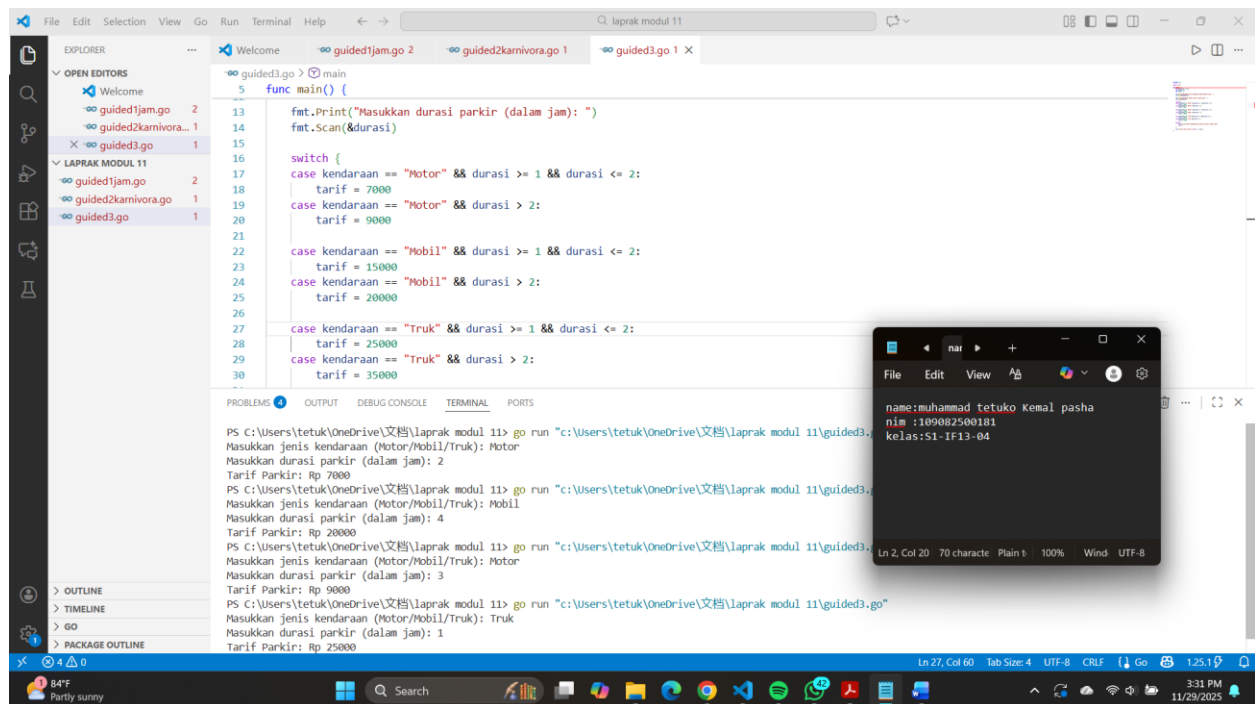 File Edit Selection View Go Run Terminal Help
laprak modul 11
EXPLORER
OPEN EDITORS
Welcome
guided1jam.go 2
guided2karnivora... 1
guided3.go 1
LAPRAK MODUL 11
guided1jam.go 2
guided2karnivora.go 1
guided3.go 1
OUTLINE
TIMELINE
GO
PACKAGE OUTLINE
Welcome guided1jam.go 2 guided2karnivora.go 1 guided3.go 1
guided3.go > main
5 func main() {
13 fmt.Print("Masukkan durasi parkir (dalam jam): ")
14 fmt.Scan(&durasi)
15
16 switch {
17 case kendaraan == "Motor" && durasi >= 1 && durasi <= 2:
18 tarif = 7000
19 case kendaraan == "Motor" && durasi > 2:
20 tarif = 9000
21
22 case kendaraan == "Mobil" && durasi >= 1 && durasi <= 2:
23 tarif = 15000
24 case kendaraan == "Mobil" && durasi > 2:
25 tarif = 20000
26
27 case kendaraan == "Truk" && durasi >= 1 && durasi <= 2:
28 tarif = 25000
29 case kendaraan == "Truk" && durasi > 2:
30 tarif = 35000
PROBLEMS 4 OUTPUT DEBUG CONSOLE TERMINAL PORTS
PS C:\Users\tetuk\OneDrive\文档\laprak modul 11> go run "c:\Users\tetuk\OneDrive\文档\laprak modul 11\guided3.g
Masukkan jenis kendaraan (Motor/Mobil/Truk): Motor
Masukkan durasi parkir (dalam jam): 2
Tarif Parkir: Rp 7000
PS C:\Users\tetuk\OneDrive\文档\laprak modul 11> go run "c:\Users\tetuk\OneDrive\文档\laprak modul 11\guided3.
Masukkan jenis kendaraan (Motor/Mobil/Truk): Mobil
Masukkan durasi parkir (dalam jam): 4
Tarif Parkir: Rp 20000
PS C:\Users\tetuk\OneDrive\文档\laprak modul 11> go run "c:\Users\tetuk\OneDrive\文档\laprak modul 11\guided3.
Masukkan jenis kendaraan (Motor/Mobil/Truk): Motor
Masukkan durasi parkir (dalam jam): 3
Tarif Parkir: Rp 9000
PS C:\Users\tetuk\OneDrive\文档\laprak modul 11> go run "c:\Users\tetuk\OneDrive\文档\laprak modul 11\guided3.go"
Masukkan jenis kendaraan (Motor/Mobil/Truk): Truk
Masukkan durasi parkir (dalam jam): 1
Tarif Parkir: Rp 25000
nar
File Edit View
name:muhammad tetuko Kemal pasha
nim :109082500181
kelas:S1-IF13-04
Ln 2, Col 20 70 characte Plain t 100% Wind UTF-8
4 0 Ln 27, Col 60 Tab Size: 4 UTF-8 CRLF Go 1.25.1
1 84°F
Partly sunny
Search
42
3:31 PM
11/29/2025